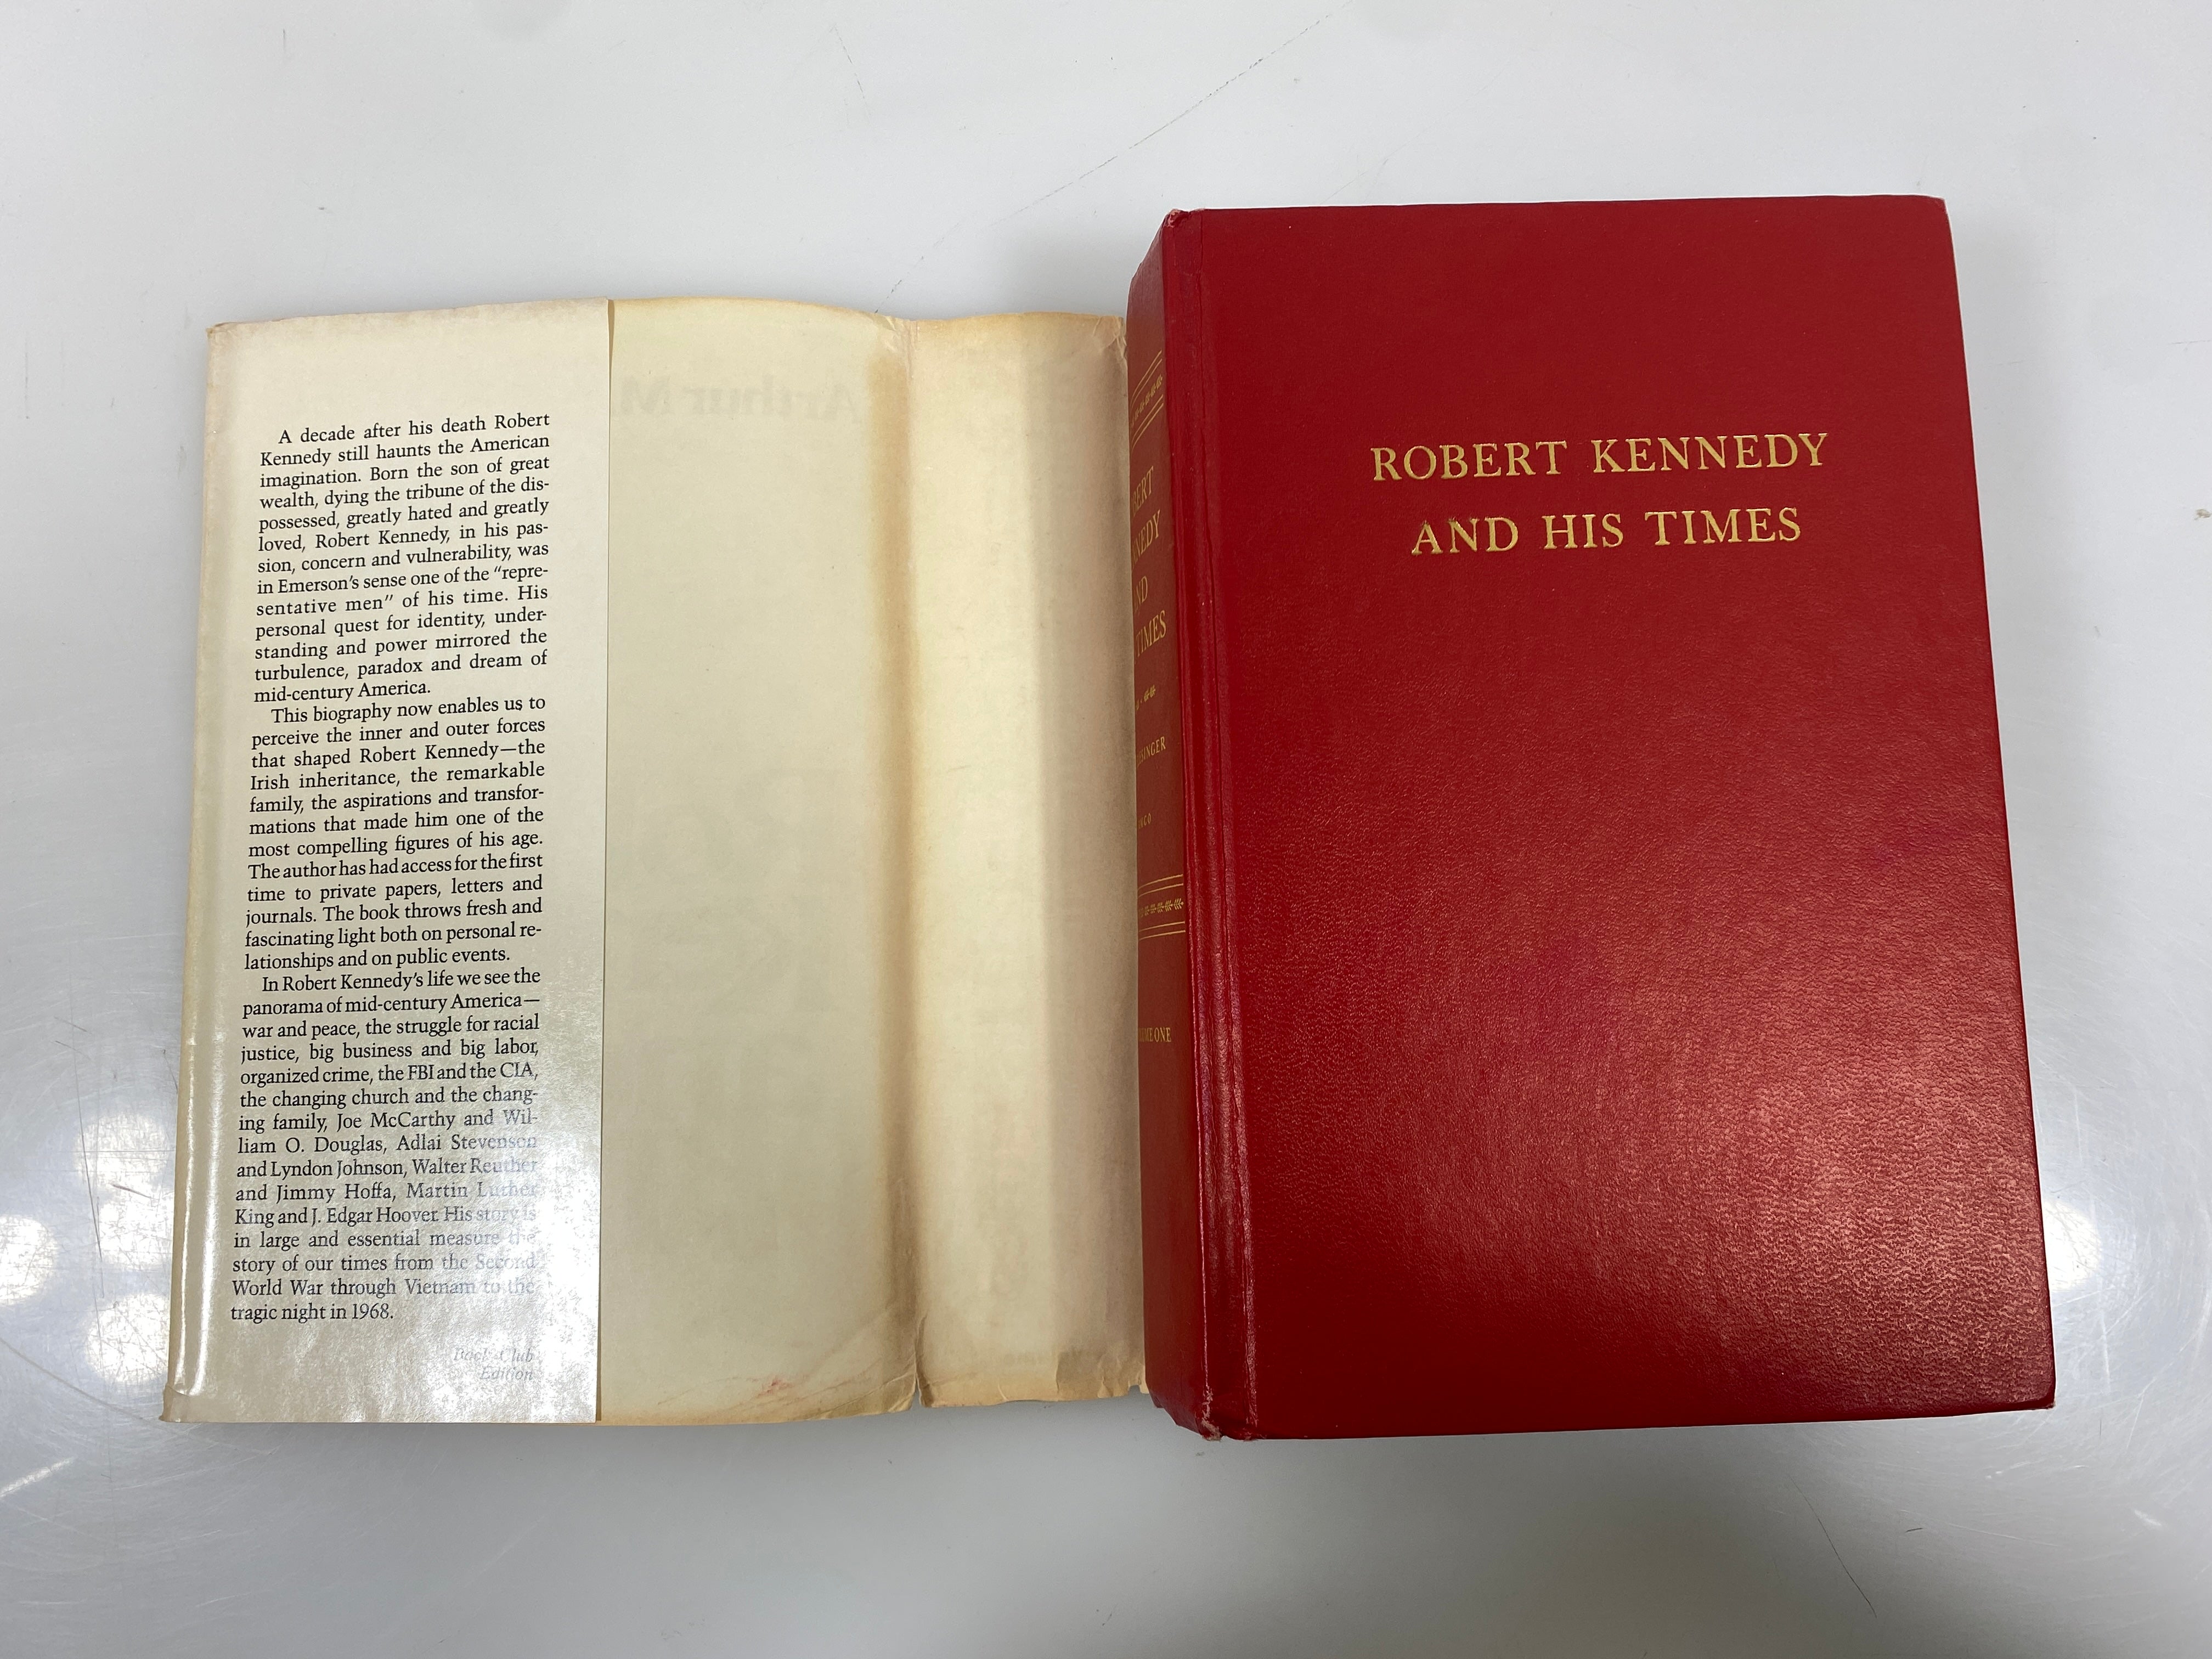 A decade after his death Robert
Kennedy still haunts the American
imagination. Born the son of great
wealth, dying the tribune of the dis-
possessed, greatly hated and greatly
loved, Robert Kennedy, in his pas-
sion, concern and vulnerability, was
in Emerson's sense one of the "repre-
sentative men" of his time. His
personal quest for identity, under-
standing and power mirrored the
turbulence, paradox and dream of
mid-century America.
This biography now enables us to
perceive the inner and outer forces
that shaped Robert Kennedy—the
Irish inheritance, the remarkable
family, the aspirations and transfor-
mations that made him one of the
most compelling figures of his age.
The author has had access for the first
time to private papers, letters and
journals. The book throws fresh and
fascinating light both on personal re-
lationships and on public events.
In Robert Kennedy's life we see the
panorama of mid-century America—
war and peace, the struggle for racial
justice, big business and big labor,
organized crime, the FBI and the CIA,
the changing church and the chang-
ing family, Joe McCarthy and Wil-
liam O. Douglas, Adlai Stevenson
and Lyndon Johnson, Walter Reuther
and Jimmy Hoffa, Martin Luther
King and J. Edgar Hoover. His story is
in large and essential measure the
story of our times from the Second
World War through Vietnam to the
tragic night in 1968.
Book Club
Edition
Arthur M.
TIMES
ONE
ROBERT KENNEDY
AND HIS TIMES